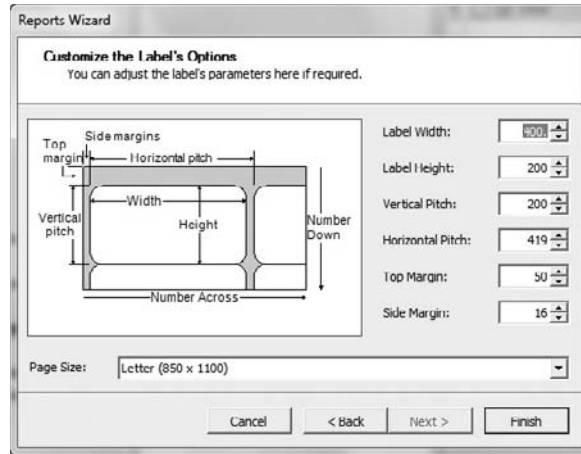 Reports Wizard
Customize the Label's Options
You can adjust the label's parameters here if required.
Side margins
Top
margin
Horizontal pitch
Width
Vertical
pitch
Height
Number
Down
Number Across
Label Width: 400.
Label Height: 200
Vertical Pitch: 200
Horizontal Pitch: 419
Top Margin: 50
Side Margin: 16
Page Size: Letter (850 x 1100)
Cancel < Back Next > Finish